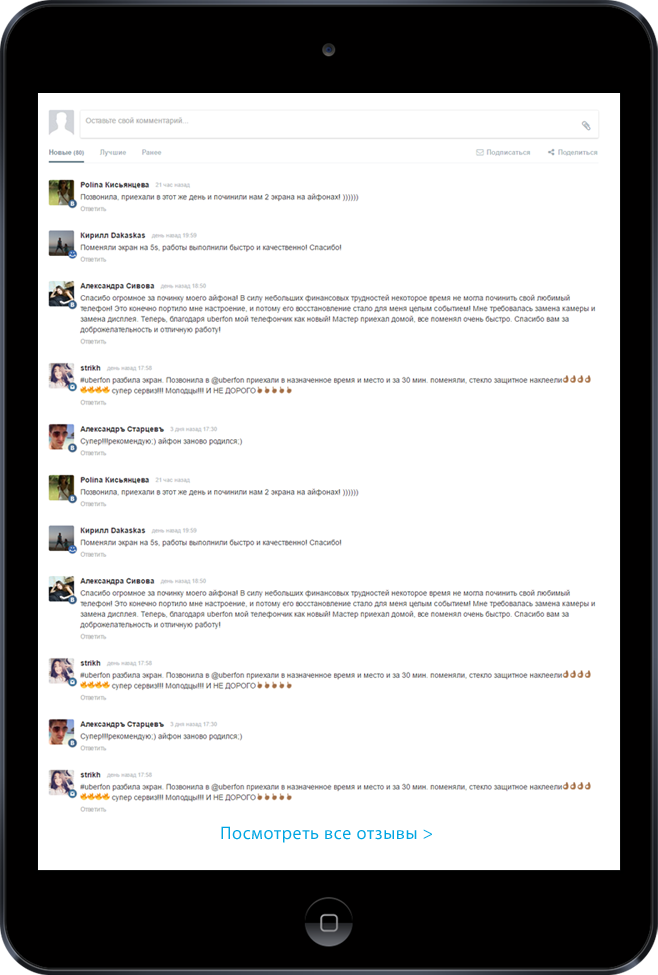 Оставьте свой комментарий...
Новые (80) Лучшие Ранее Подписаться Поделиться
Polina Кисьянцева 21 час назад
Позвонила, приехали в этот же день и починили нам 2 экрана на айфонах! ))))))
Ответить
Кирилл Dakaskas день назад 19:59
Поменяли экран на 5s, работы выполнили быстро и качественно! Спасибо!
Ответить
Александра Сивова день назад 18:50
Спасибо огромное за починку моего айфона! В силу небольших финансовых трудностей некоторое время не могла починить свой любимый
телефон! Это конечно портило мне настроение, и потому его восстановление стало для меня целым событием! Мне требовалась замена камеры и
замена дисплея. Теперь, благодаря uberfon мой телефончик как новый! Мастер приехал домой, все поменял очень быстро. Спасибо вам за
доброжелательность и отличную работу!
Ответить
strikh день назад 17:58
#uberfon разбила экран. Позвонила в @uberfon приехали в назначенное время и место и за 30 мин. поменяли, стекло защитное наклеели👌🏾👌🏾👌🏾👌🏾
🔥🔥🔥🔥 супер сервиз!!! Молодцы!!! И НЕ ДОРОГО👆🏾👆🏾👆🏾👆🏾👆🏾
Ответить
Александръ Старцевъ 3 дня назад 17:30
Супер!!!рекомендую;) айфон заново родился;)
Ответить
Polina Кисьянцева 21 час назад
Позвонила, приехали в этот же день и починили нам 2 экрана на айфонах! ))))))
Ответить
Кирилл Dakaskas день назад 19:59
Поменяли экран на 5s, работы выполнили быстро и качественно! Спасибо!
Ответить
Александра Сивова день назад 18:50
Спасибо огромное за починку моего айфона! В силу небольших финансовых трудностей некоторое время не могла починить свой любимый
телефон! Это конечно портило мне настроение, и потому его восстановление стало для меня целым событием! Мне требовалась замена камеры и
замена дисплея. Теперь, благодаря uberfon мой телефончик как новый! Мастер приехал домой, все поменял очень быстро. Спасибо вам за
доброжелательность и отличную работу!
Ответить
strikh день назад 17:58
#uberfon разбила экран. Позвонила в @uberfon приехали в назначенное время и место и за 30 мин. поменяли, стекло защитное наклеели👌🏾👌🏾👌🏾👌🏾
🔥🔥🔥🔥 супер сервиз!!! Молодцы!!! И НЕ ДОРОГО👆🏾👆🏾👆🏾👆🏾👆🏾
Ответить
Александръ Старцевъ 3 дня назад 17:30
Супер!!!рекомендую;) айфон заново родился;)
Ответить
strikh день назад 17:58
#uberfon разбила экран. Позвонила в @uberfon приехали в назначенное время и место и за 30 мин. поменяли, стекло защитное наклеели👌🏾👌🏾👌🏾👌🏾
🔥🔥🔥🔥 супер сервиз!!! Молодцы!!! И НЕ ДОРОГО👆🏾👆🏾👆🏾👆🏾👆🏾
Ответить
Посмотреть все отзывы >